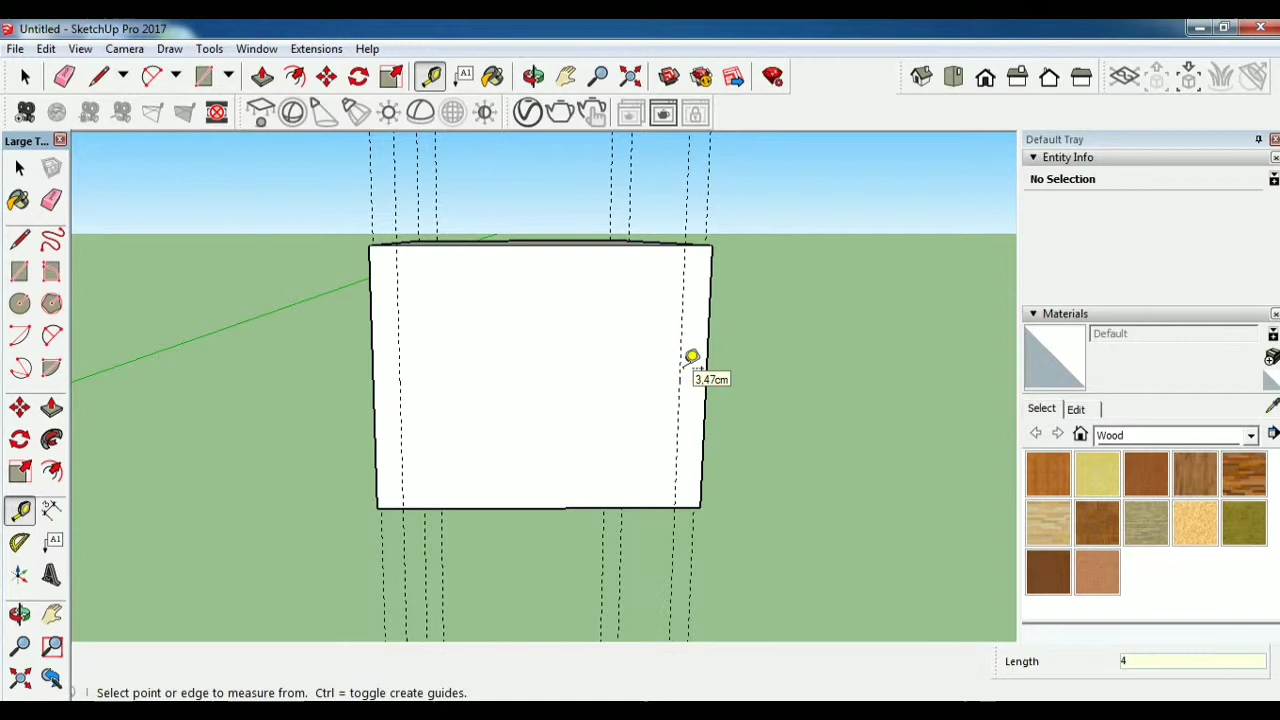 Untitled - SketchUp Pro 2017
File Edit View Camera Draw Tools Window Extensions Help
A1
Large T...
Default Tray
Entity Info
No Selection
3.47cm
Materials
Default
Select Edit
Wood
A1
Length 4
Select point or edge to measure from. Ctrl = toggle create guides.